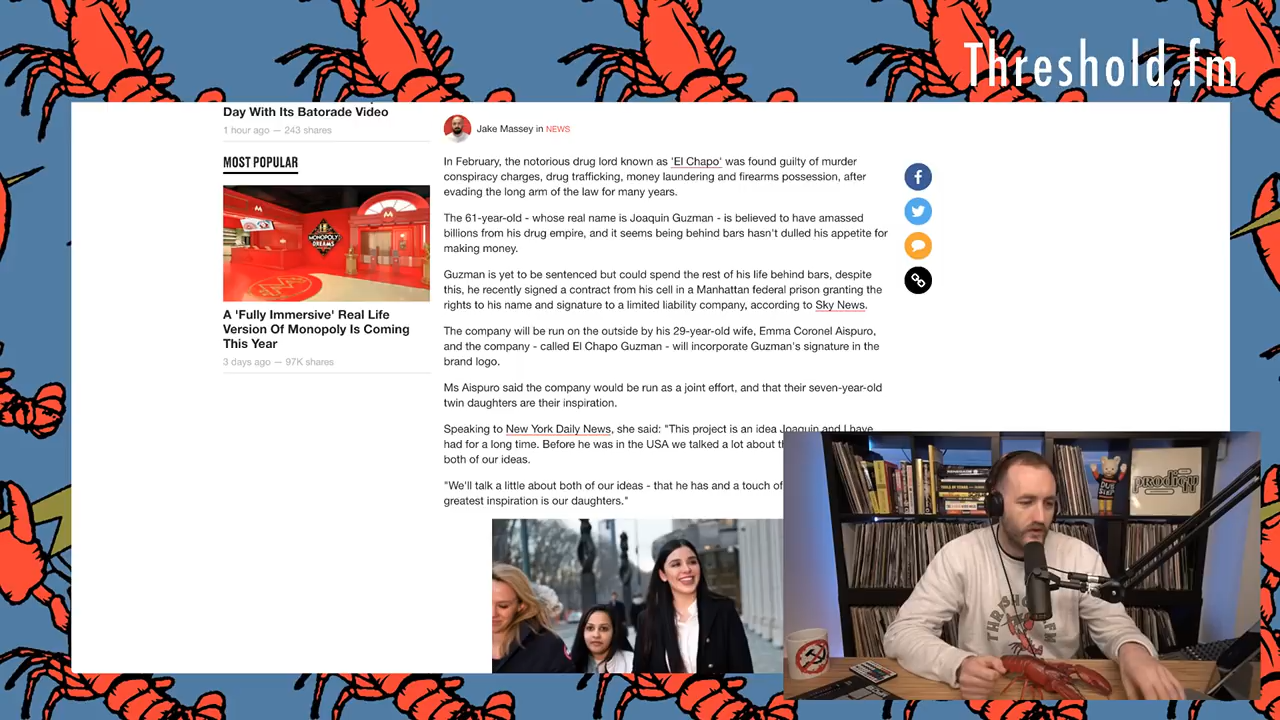 Threshold.fm
Day With Its Batorade Video
1 hour ago — 243 shares
MOST POPULAR
MONOPOLY
DREAMS
A 'Fully Immersive' Real Life
Version Of Monopoly Is Coming
This Year
3 days ago — 97K shares
Jake Massey in NEWS
In February, the notorious drug lord known as 'El Chapo' was found guilty of murder
conspiracy charges, drug trafficking, money laundering and firearms possession, after
evading the long arm of the law for many years.
The 61-year-old - whose real name is Joaquin Guzman - is believed to have amassed
billions from his drug empire, and it seems being behind bars hasn't dulled his appetite for
making money.
Guzman is yet to be sentenced but could spend the rest of his life behind bars, despite
this, he recently signed a contract from his cell in a Manhattan federal prison granting the
rights to his name and signature to a limited liability company, according to Sky News.
The company will be run on the outside by his 29-year-old wife, Emma Coronel Aispuro,
and the company - called El Chapo Guzman - will incorporate Guzman's signature in the
brand logo.
Ms Aispuro said the company would be run as a joint effort, and that their seven-year-old
twin daughters are their inspiration.
Speaking to New York Daily News, she said: "This project is an idea Joaquin and I have
had for a long time. Before he was in the USA we talked a lot about
both of our ideas.
"We'll talk a little about both of our ideas - that he has and a touch of
greatest inspiration is our daughters."
prodigy
DUB
STEP
THRESHOLD.FM